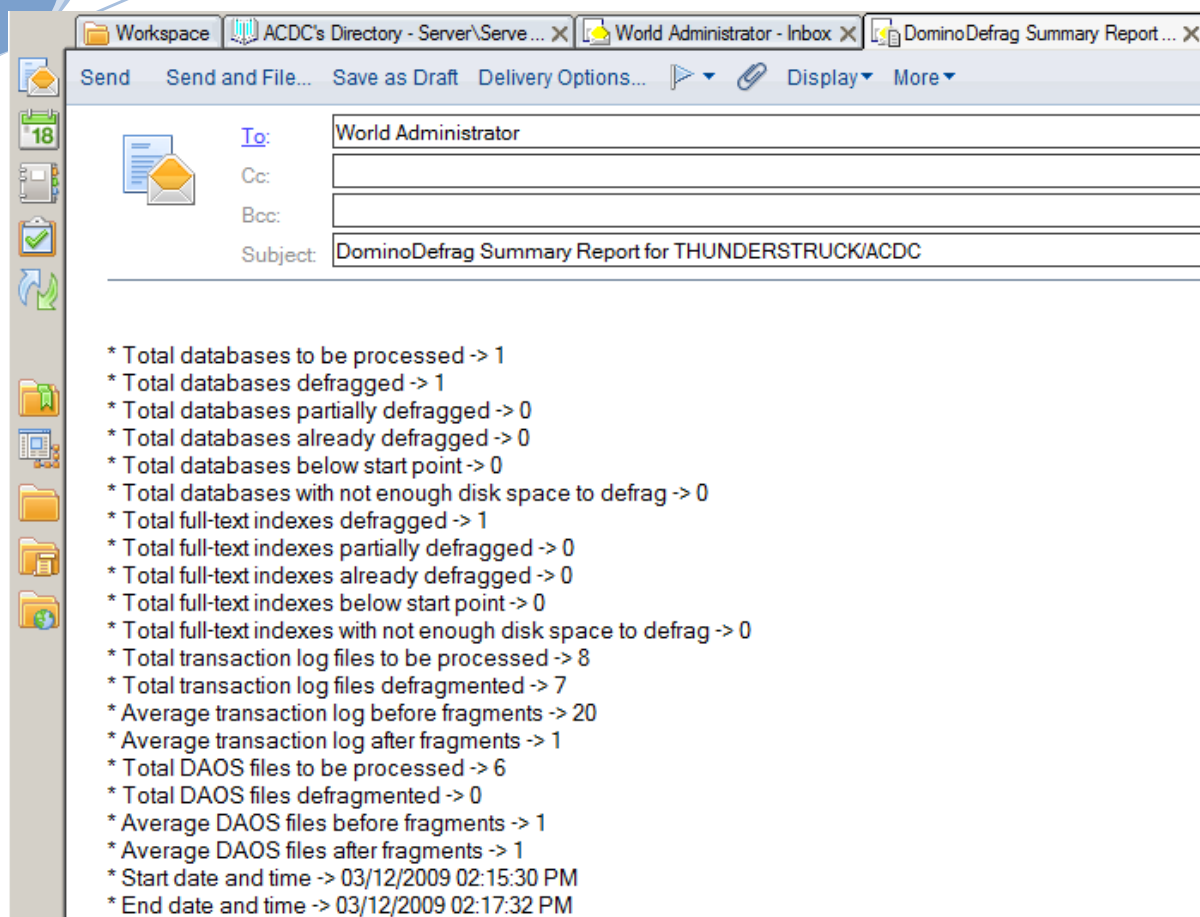 Workspace
ACDC's Directory - Server\Serve...
World Administrator - Inbox
DominoDefrag Summary Report ...
Send Send and File... Save as Draft Delivery Options... Display More
18
To: World Administrator
Cc:
Bcc:
Subject: DominoDefrag Summary Report for THUNDERSTRUCK/ACDC
* Total databases to be processed -> 1
* Total databases defragged -> 1
* Total databases partially defragged -> 0
* Total databases already defragged -> 0
* Total databases below start point -> 0
* Total databases with not enough disk space to defrag -> 0
* Total full-text indexes defragged -> 1
* Total full-text indexes partially defragged -> 0
* Total full-text indexes already defragged -> 0
* Total full-text indexes below start point -> 0
* Total full-text indexes with not enough disk space to defrag -> 0
* Total transaction log files to be processed -> 8
* Total transaction log files defragmented -> 7
* Average transaction log before fragments -> 20
* Average transaction log after fragments -> 1
* Total DAOS files to be processed -> 6
* Total DAOS files defragmented -> 0
* Average DAOS files before fragments -> 1
* Average DAOS files after fragments -> 1
* Start date and time -> 03/12/2009 02:15:30 PM
* End date and time -> 03/12/2009 02:17:32 PM